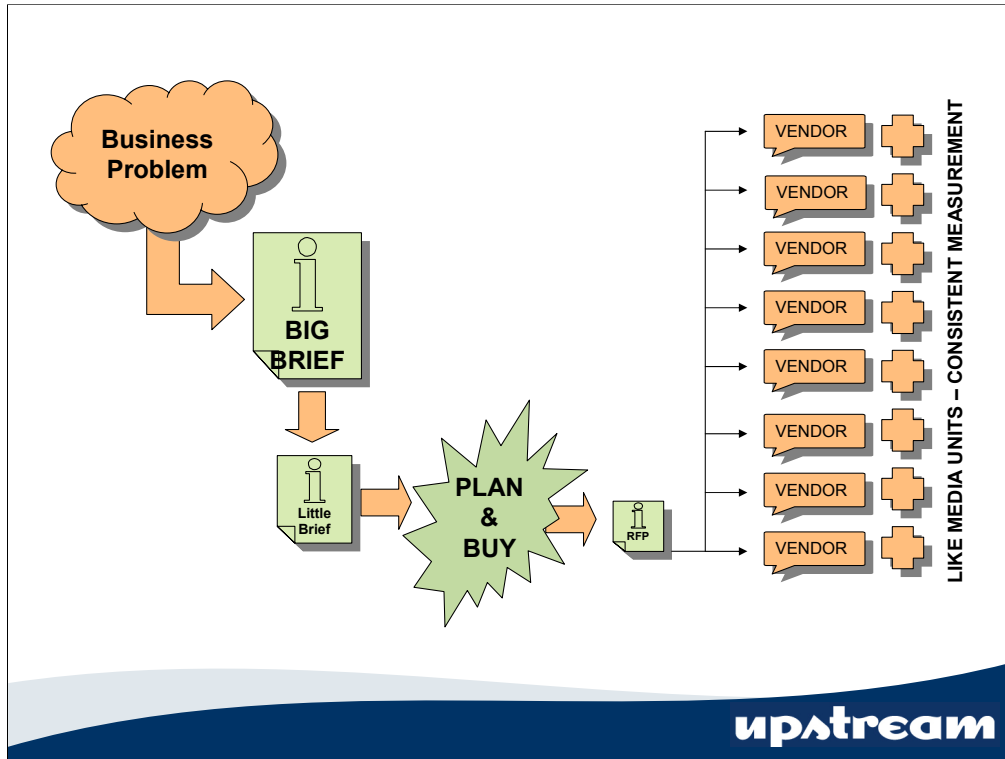 Business
Problem
BIG
BRIEF
Little
Brief
PLAN
&
BUY
RFP
VENDOR
VENDOR
VENDOR
VENDOR
VENDOR
VENDOR
VENDOR
VENDOR
LIKE MEDIA UNITS – CONSISTENT MEASUREMENT
upstream